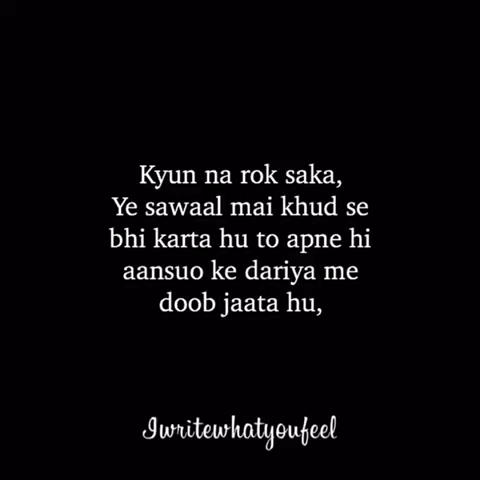 Kyun na rok saka,
Ye sawaal mai khud se
bhi karta hu to apne hi
aansuo ke dariya me
doob jaata hu,
Iwritewhatyoufeel